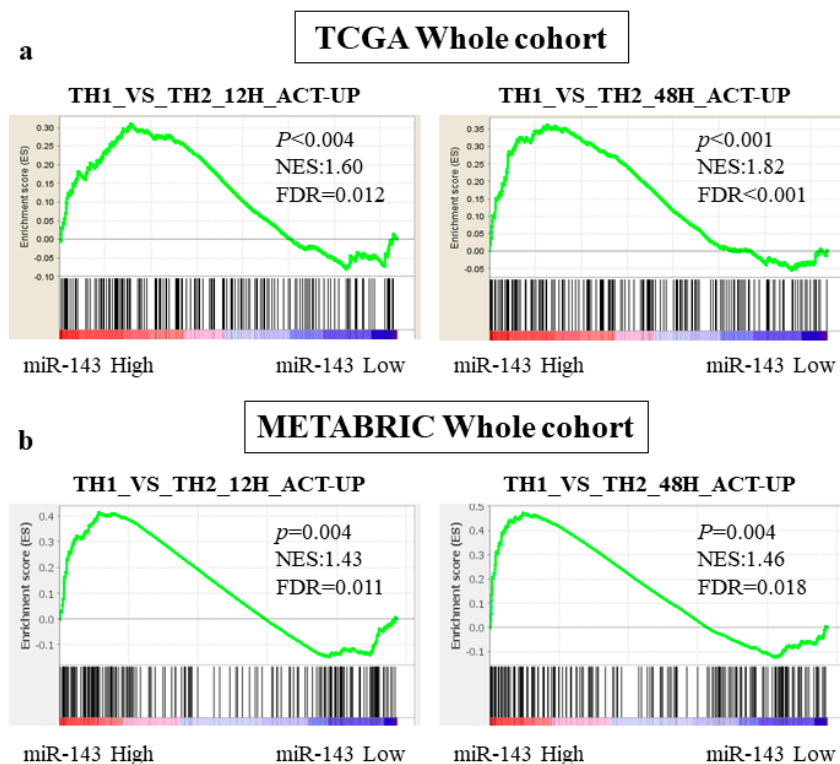 a
TCGA Whole cohort
TH1_VS_TH2_12H_ACT-UP
Enrichment score (ES)
0.30
0.25
0.20
0.15
0.10
0.05
0.00
-0.05
-0.10
P<0.004
NES:1.60
FDR=0.012
miR-143 High
miR-143 Low
TH1_VS_TH2_48H_ACT-UP
Enrichment score (ES)
0.35
0.30
0.25
0.20
0.15
0.10
0.05
0.00
-0.05
p<0.001
NES:1.82
FDR<0.001
miR-143 High
miR-143 Low
b
METABRIC Whole cohort
TH1_VS_TH2_12H_ACT-UP
Enrichment score (ES)
0.4
0.3
0.2
0.1
0.0
-0.1
p=0.004
NES:1.43
FDR=0.011
miR-143 High
miR-143 Low
TH1_VS_TH2_48H_ACT-UP
Enrichment score (ES)
0.5
0.4
0.3
0.2
0.1
0.0
-0.1
P=0.004
NES:1.46
FDR=0.018
miR-143 High
miR-143 Low